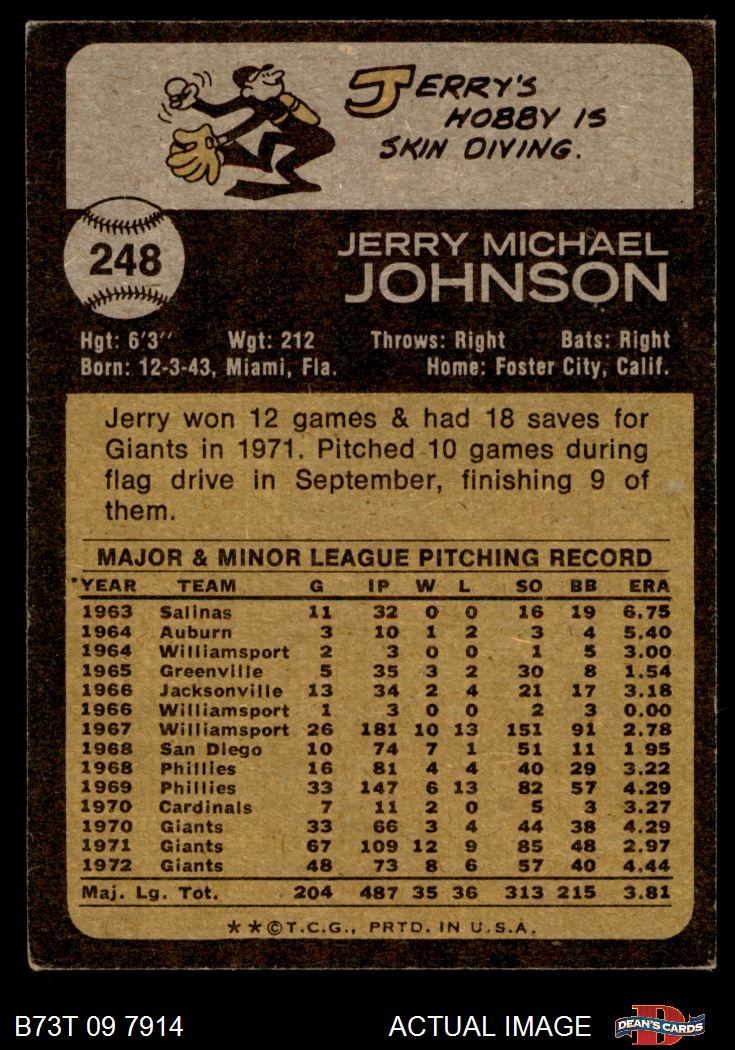 JERRY'S
HOBBY IS
SKIN DIVING.
248
JERRY MICHAEL
JOHNSON
Hgt: 6'3" Wgt: 212 Throws: Right Bats: Right
Born: 12-3-43, Miami, Fla. Home: Foster City, Calif.
Jerry won 12 games & had 18 saves for
Giants in 1971. Pitched 10 games during
flag drive in September, finishing 9 of
them.
MAJOR & MINOR LEAGUE PITCHING RECORD
YEAR TEAM G IP W L SO BB ERA
1963 Salinas 11 32 0 0 16 19 6.75
1964 Auburn 3 10 1 2 3 4 5.40
1964 Williamsport 2 3 0 0 1 5 3.00
1965 Greenville 5 35 3 2 30 8 1.54
1966 Jacksonville 13 34 2 4 21 17 3.18
1966 Williamsport 1 3 0 0 2 3 0.00
1967 Williamsport 26 181 10 13 151 91 2.78
1968 San Diego 10 74 7 1 51 11 1 95
1968 Phillies 16 81 4 4 40 29 3.22
1969 Phillies 33 147 6 13 82 57 4.29
1970 Cardinals 7 11 2 0 5 3 3.27
1970 Giants 33 66 3 4 44 38 4.29
1971 Giants 67 109 12 9 85 48 2.97
1972 Giants 48 73 8 6 57 40 4.44
Maj. Lg. Tot. 204 487 35 36 313 215 3.81
★★©T.C.G., PRTD. IN U.S.A.
B73T 09 7914 ACTUAL IMAGE DEAN'S CARDS